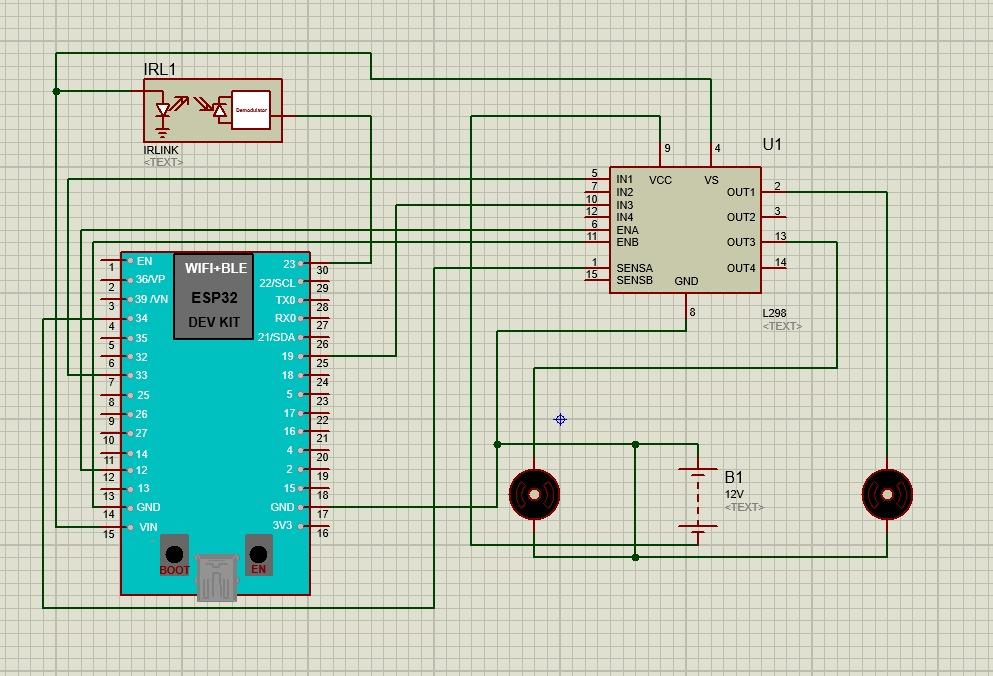 IRL1
Demodulator
IRLINK
<TEXT>
U1
9
4
VCC
VS
5
IN1
7
IN2
10
IN3
12
IN4
6
ENA
11
ENB
1
SENSA
15
SENSB
GND
8
OUT1
2
OUT2
3
OUT3
13
OUT4
14
L298
<TEXT>
WIFI+BLE
ESP32
DEV KIT
EN
1
36/VP
2
39 /VN
3
34
4
35
5
32
6
33
7
25
8
26
9
27
10
14
11
12
12
13
13
GND
14
VIN
15
23
30
22/SCL
29
TX0
28
RX0
27
21/SDA
26
19
25
18
24
5
23
17
22
16
21
4
20
2
19
15
18
GND
17
3V3
16
BOOT
EN
B1
12V
<TEXT>